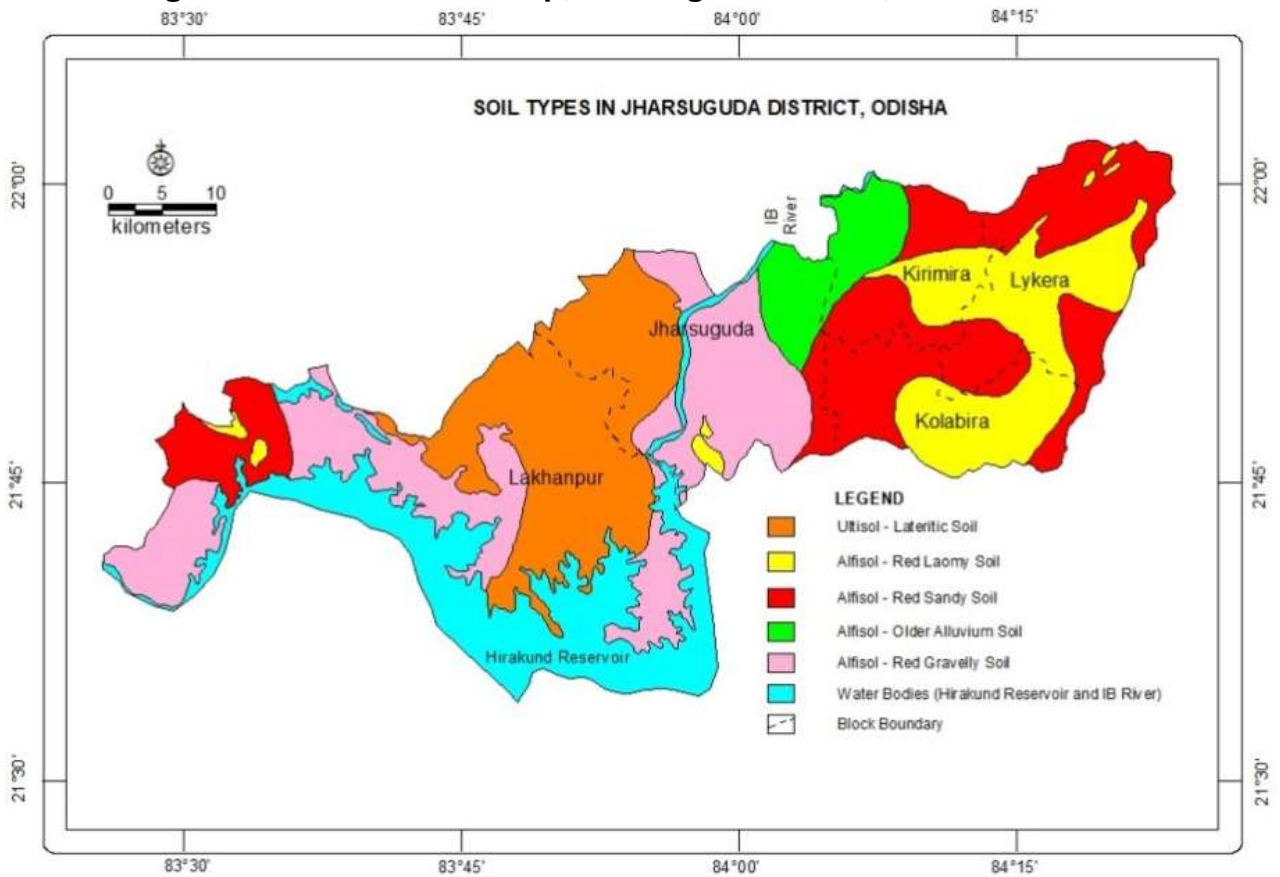 83°30' 83°45' 84°00' 84°15'
SOIL TYPES IN JHARSUGUDA DISTRICT, ODISHA
22°00' 22°00'
0 5 10
kilometers
IB
River
Kirimira
Lykera
Jharsuguda
Kolabira
Lakhanpur
21°45' 21°45'
Hirakund Reservoir
LEGEND
Ultisol - Lateritic Soil
Alfisol - Red Laomy Soil
Alfisol - Red Sandy Soil
Alfisol - Older Alluvium Soil
Alfisol - Red Gravelly Soil
Water Bodies (Hirakund Reservoir and IB River)
Block Boundary
21°30' 21°30'
83°30' 83°45' 84°00' 84°15'